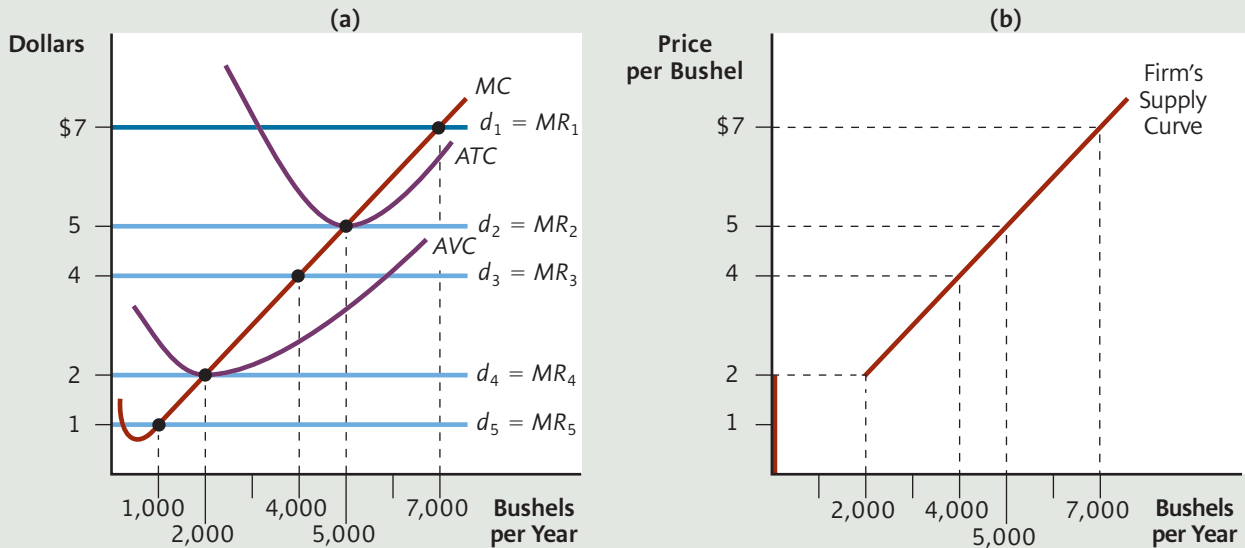 (a)
Dollars
$7
5
4
2
1
MC
d1 = MR1
ATC
d2 = MR2
AVC
d3 = MR3
d4 = MR4
d5 = MR5
1,000
2,000
4,000
5,000
7,000
Bushels
per Year
(b)
Price
per Bushel
$7
5
4
2
1
Firm's
Supply
Curve
2,000
4,000
5,000
7,000
Bushels
per Year